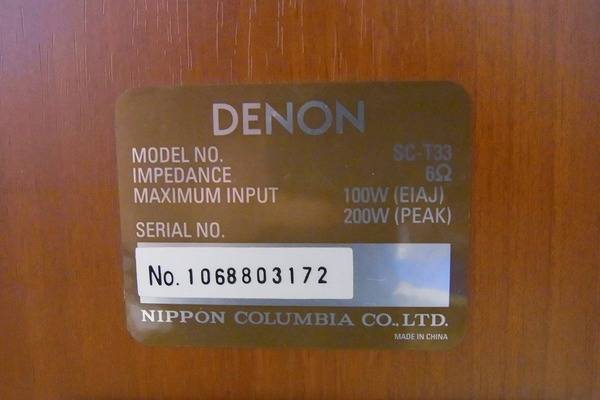 DENON
MODEL NO. SC-T33
IMPEDANCE 6Ω
MAXIMUM INPUT 100W (EIAJ)
200W (PEAK)
SERIAL NO.
No. 1068803172
NIPPON COLUMBIA CO., LTD.
MADE IN CHINA